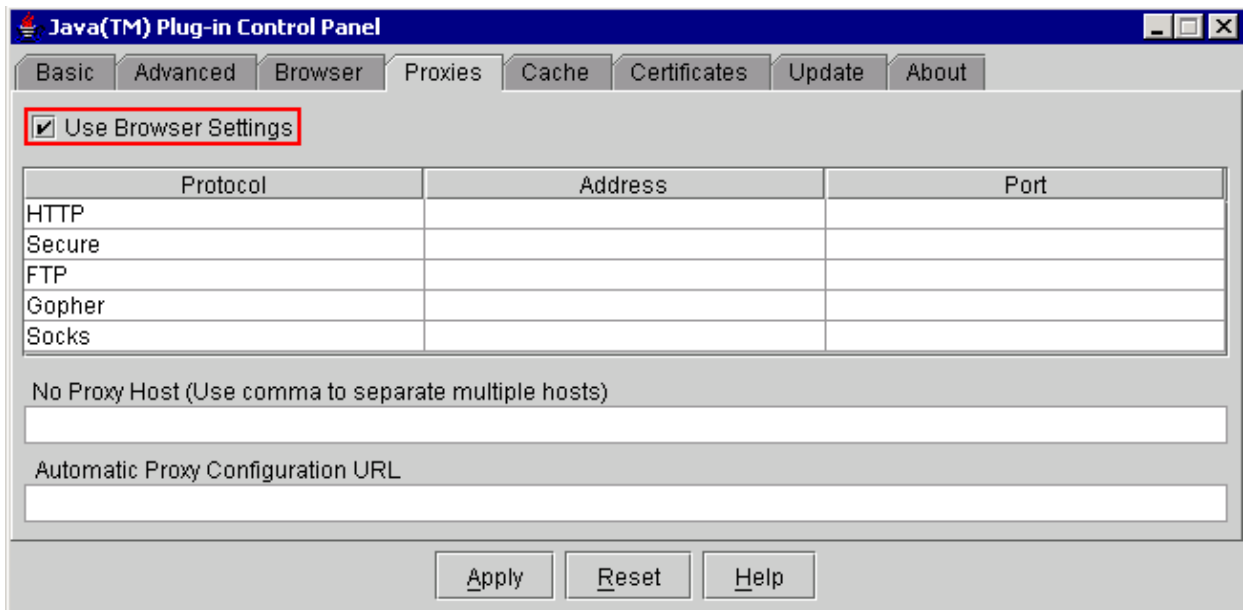 Java(TM) Plug-in Control Panel
Basic Advanced Browser Proxies Cache Certificates Update About
Use Browser Settings
Protocol Address Port
HTTP
Secure
FTP
Gopher
Socks
No Proxy Host (Use comma to separate multiple hosts)
Automatic Proxy Configuration URL
Apply Reset Help